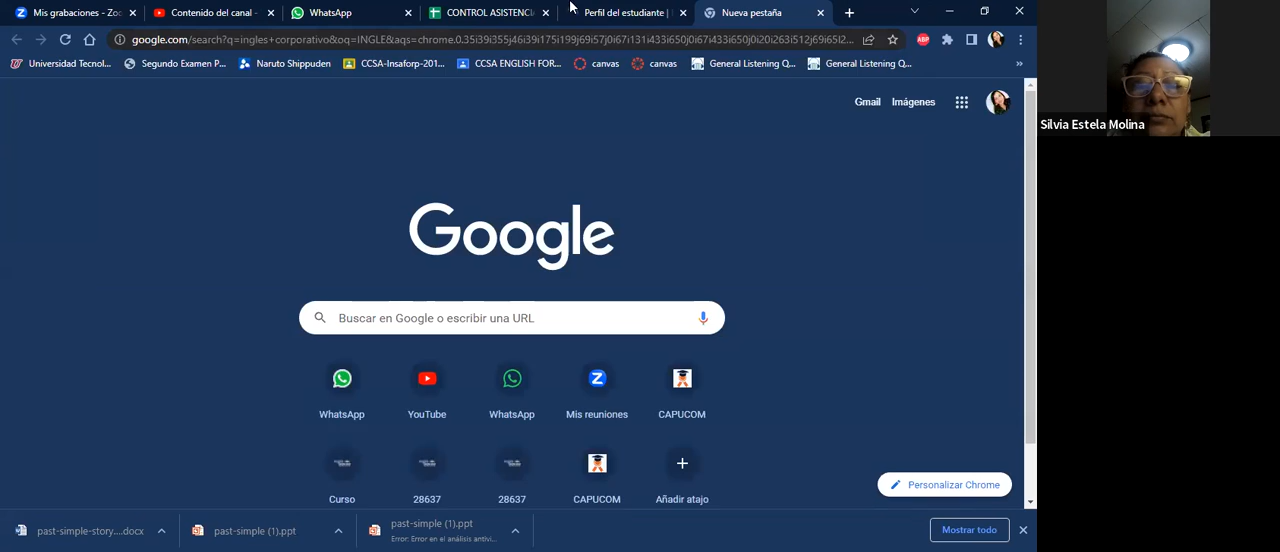 Mis grabaciones - Zoo
Contenido del canal -
WhatsApp
CONTROL ASISTENCIA
Perfil del estudiante |
Nueva pestaña
google.com/search?q=ingles+corporativo&oq=INGLE&aqs=chrome.0.35i39i355j46i39i175i199j69i57j0i67i131i433i650j0i67i433i650j0i20i263i512j69i65l2...
ABP
Universidad Tecnol...
Segundo Examen P...
Naruto Shippuden
CCSA-Insaforp-201...
CCSA ENGLISH FOR...
canvas
canvas
General Listening Q...
General Listening Q...
»
Gmail
Imágenes
Silvia Estela Molina
Google
Buscar en Google o escribir una URL
WhatsApp
YouTube
WhatsApp
Mis reuniones
CAPUCOM
Curso
28637
28637
CAPUCOM
Añadir atajo
Personalizar Chrome
past-simple-story....docx
past-simple (1).ppt
past-simple (1).ppt
Error: Error en el análisis antivi...
Mostrar todo